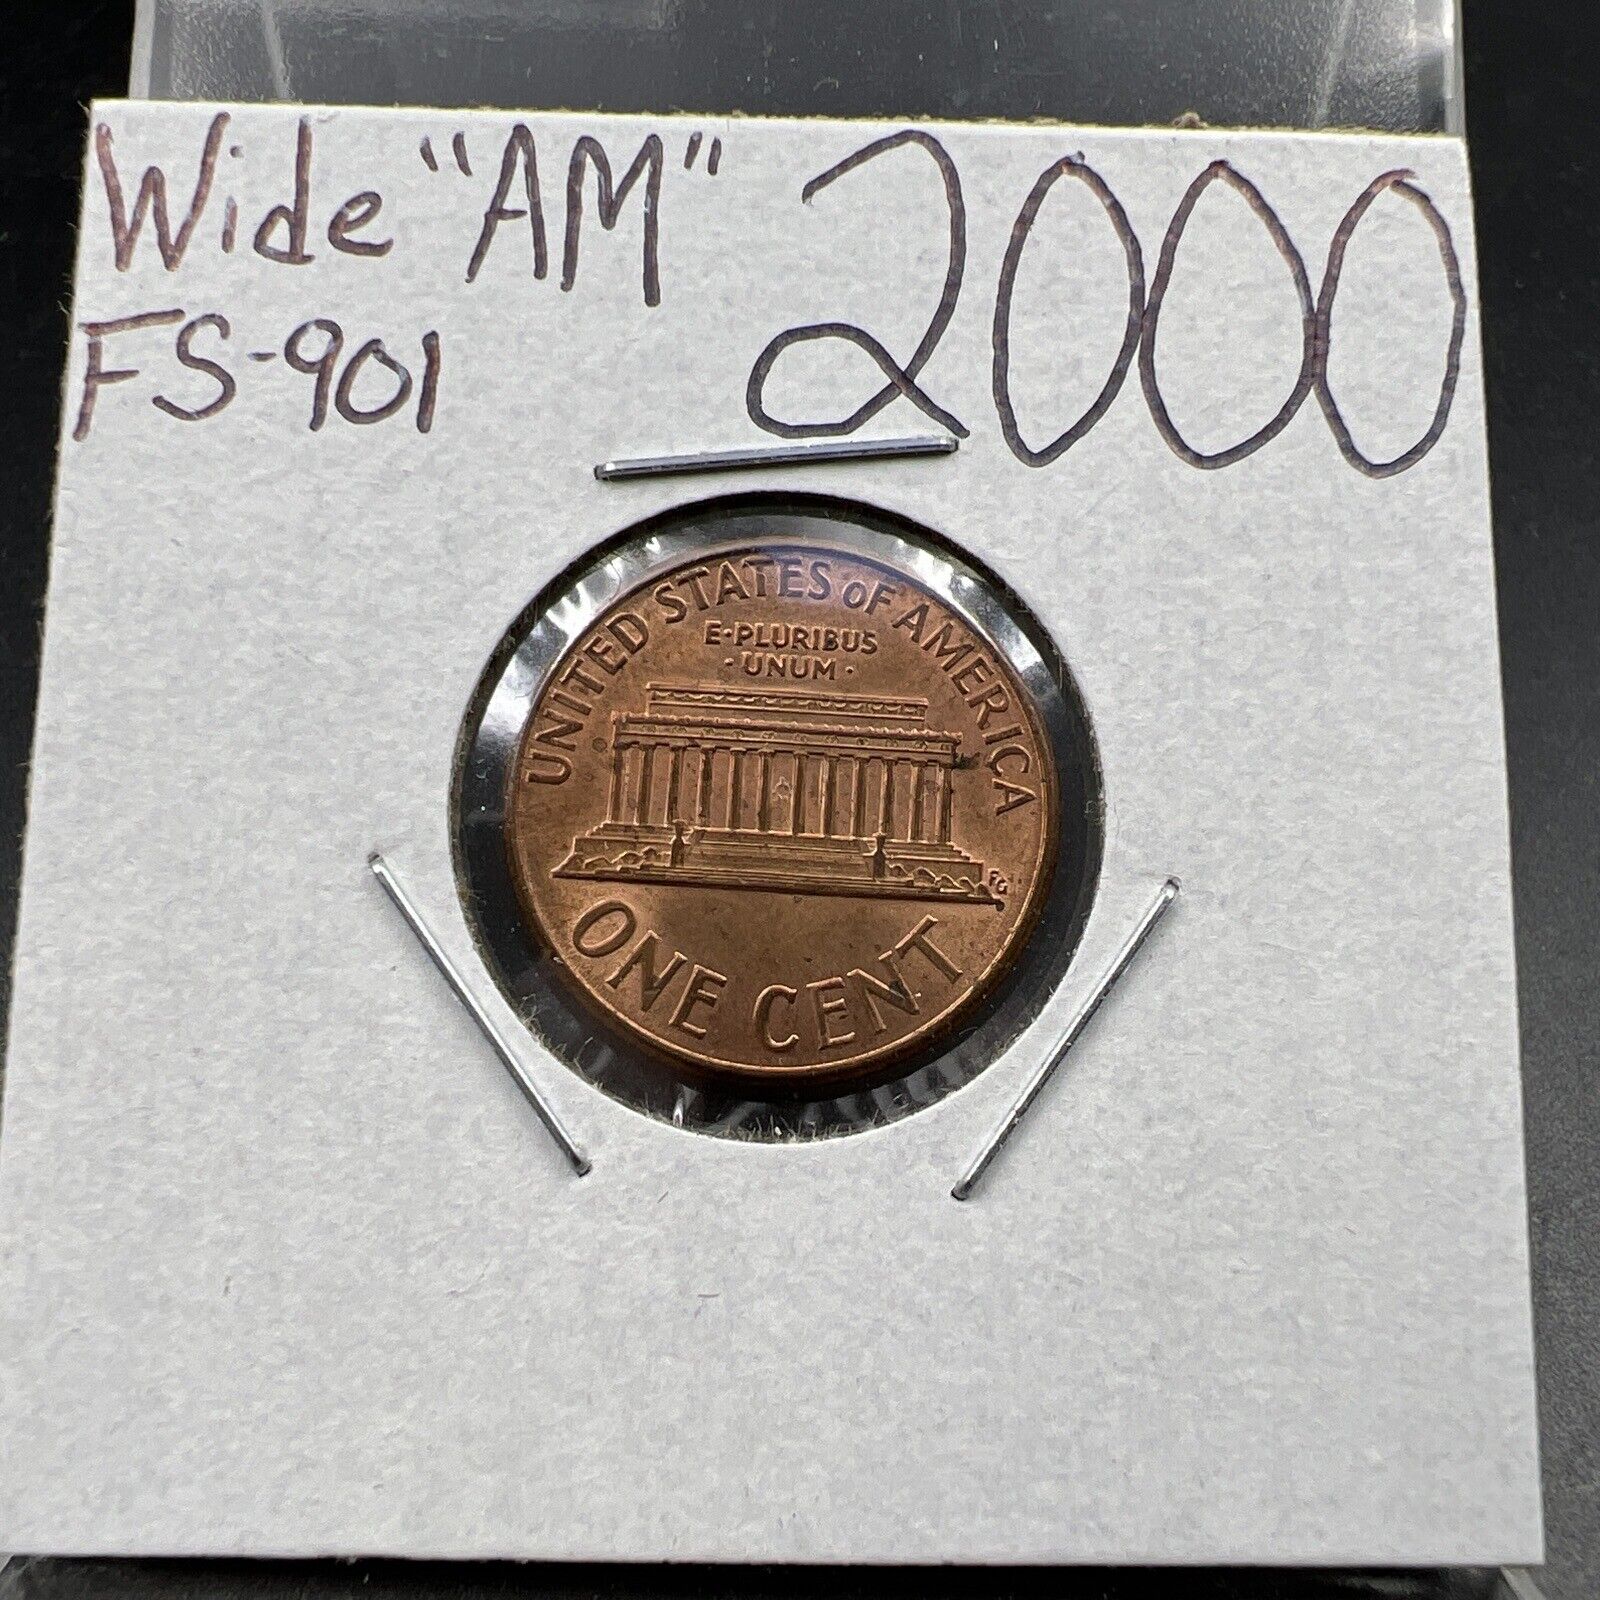 Wide "AM" 2000
FS-901
UNITED STATES OF AMERICA
E·PLURIBUS
·UNUM·
FG
ONE CENT